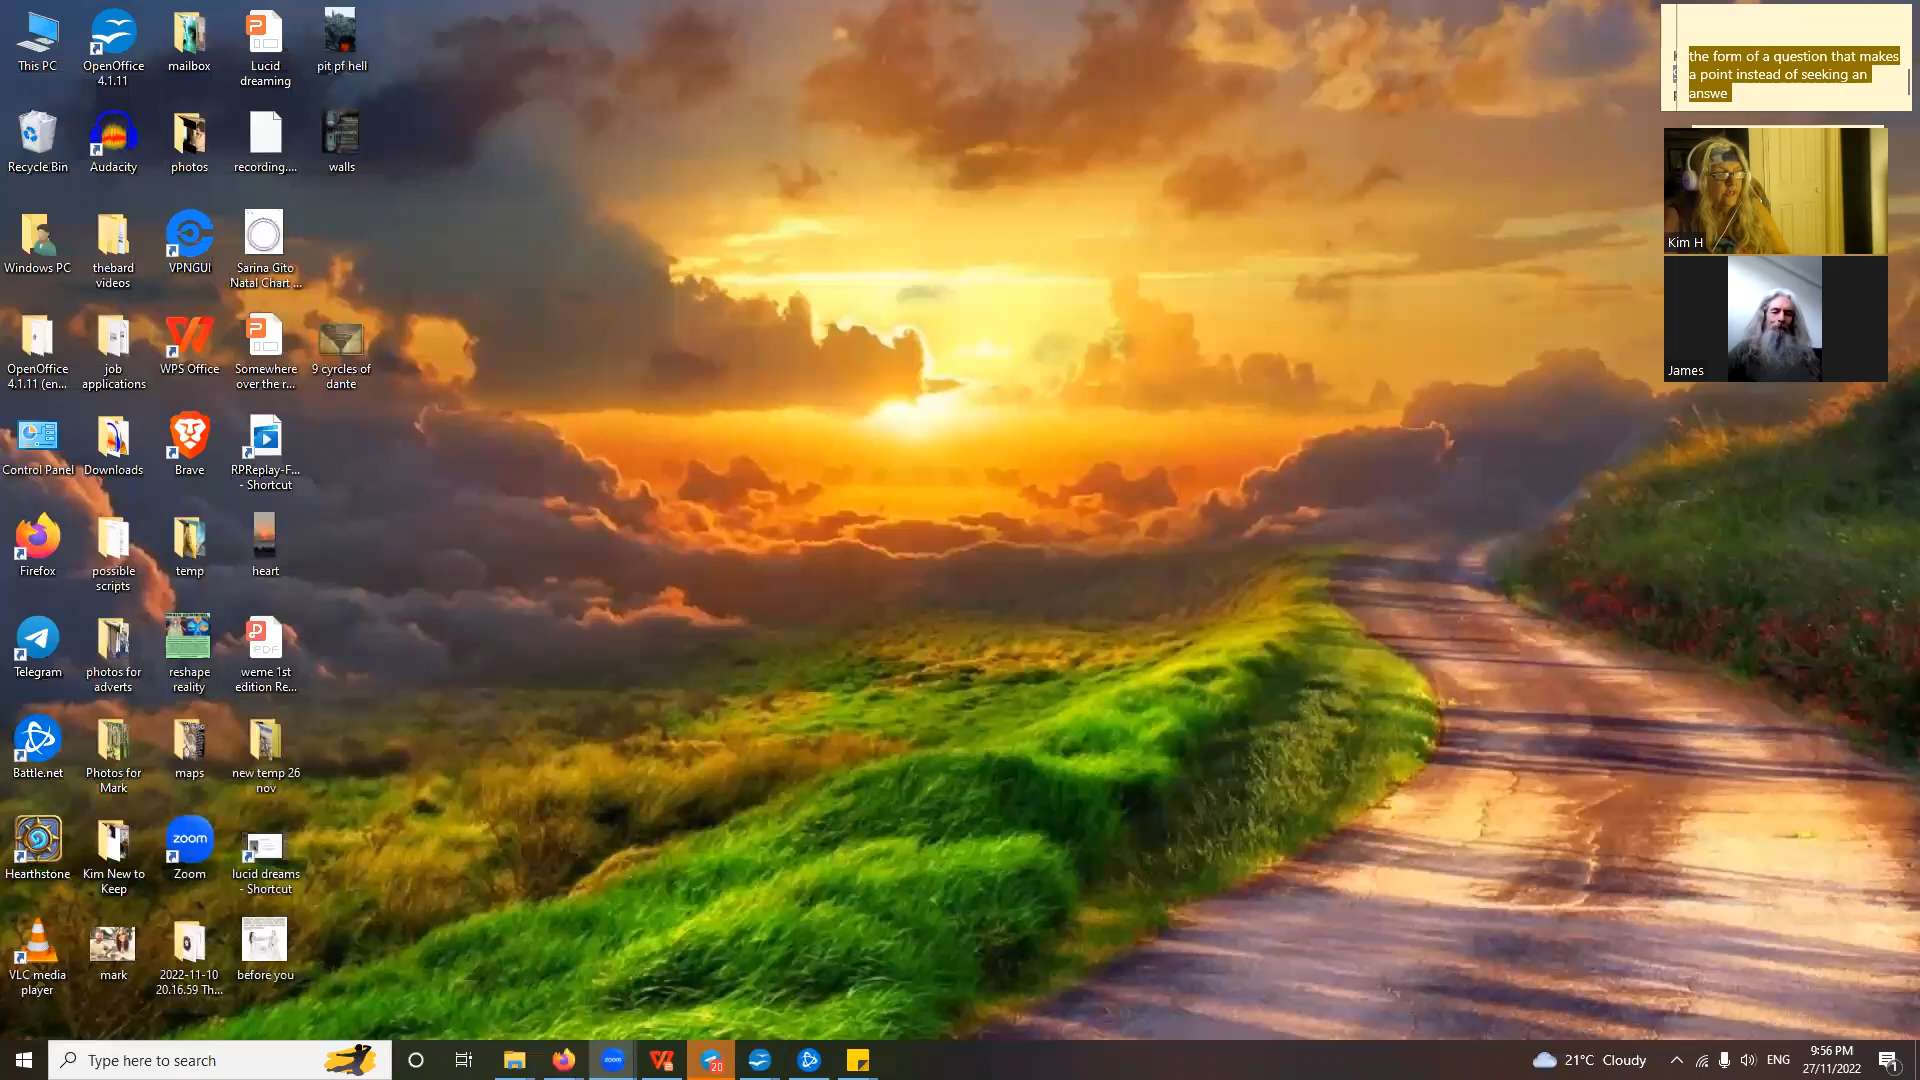 This PC
OpenOffice
4.1.11
mailbox
Lucid
dreaming
pit pf hell
Recycle Bin
Audacity
photos
recording....
walls
Windows PC
thebard
videos
VPNGUI
Sarina Gito
Natal Chart ...
OpenOffice
4.1.11 (en...
job
applications
WPS Office
Somewhere
over the r...
9 cyrcles of
dante
Control Panel
Downloads
Brave
RPReplay-F...
- Shortcut
Firefox
possible
scripts
temp
heart
Telegram
photos for
adverts
reshape
reality
PDF
weme 1st
edition Re...
Battle.net
Photos for
Mark
maps
new temp 26
nov
Hearthstone
Kim New to
Keep
zoom
Zoom
lucid dreams
- Shortcut
VLC media
player
mark
2022-11-10
20.16.59 Th...
before you
the form of a question that makes
a point instead of seeking an
answe
Kim H
James
Type here to search
zoom
20
21°C Cloudy
ENG
9:56 PM
27/11/2022
1